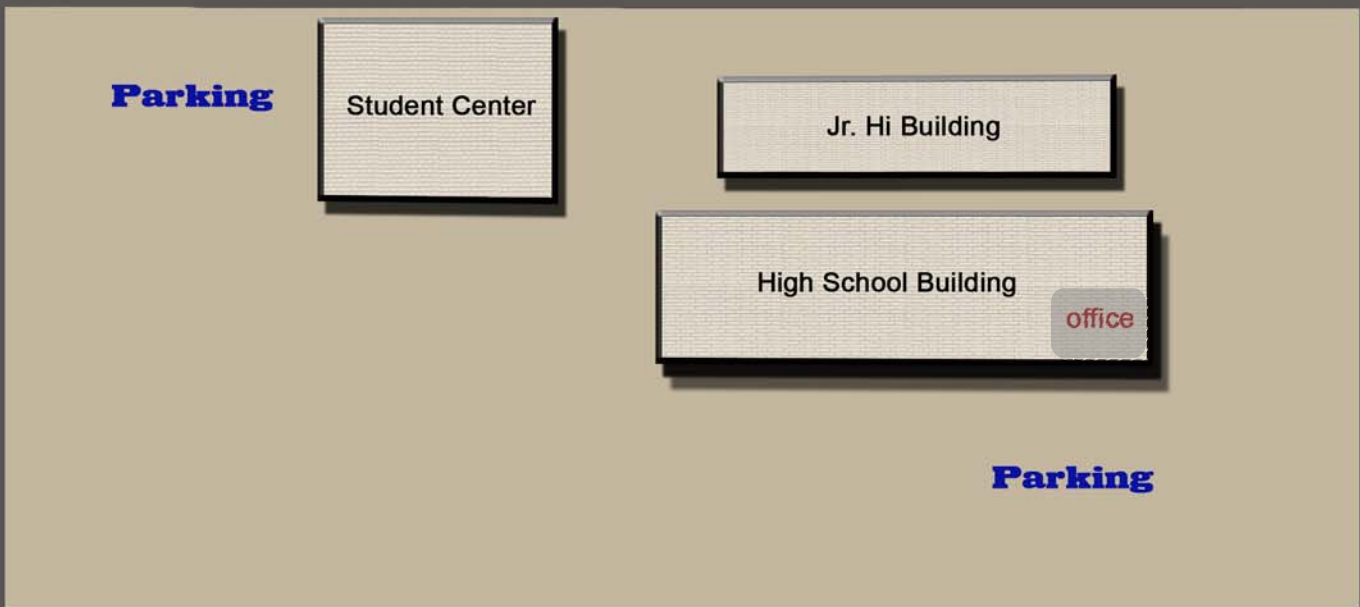 Parking
Student Center
Jr. Hi Building
High School Building
office
Parking